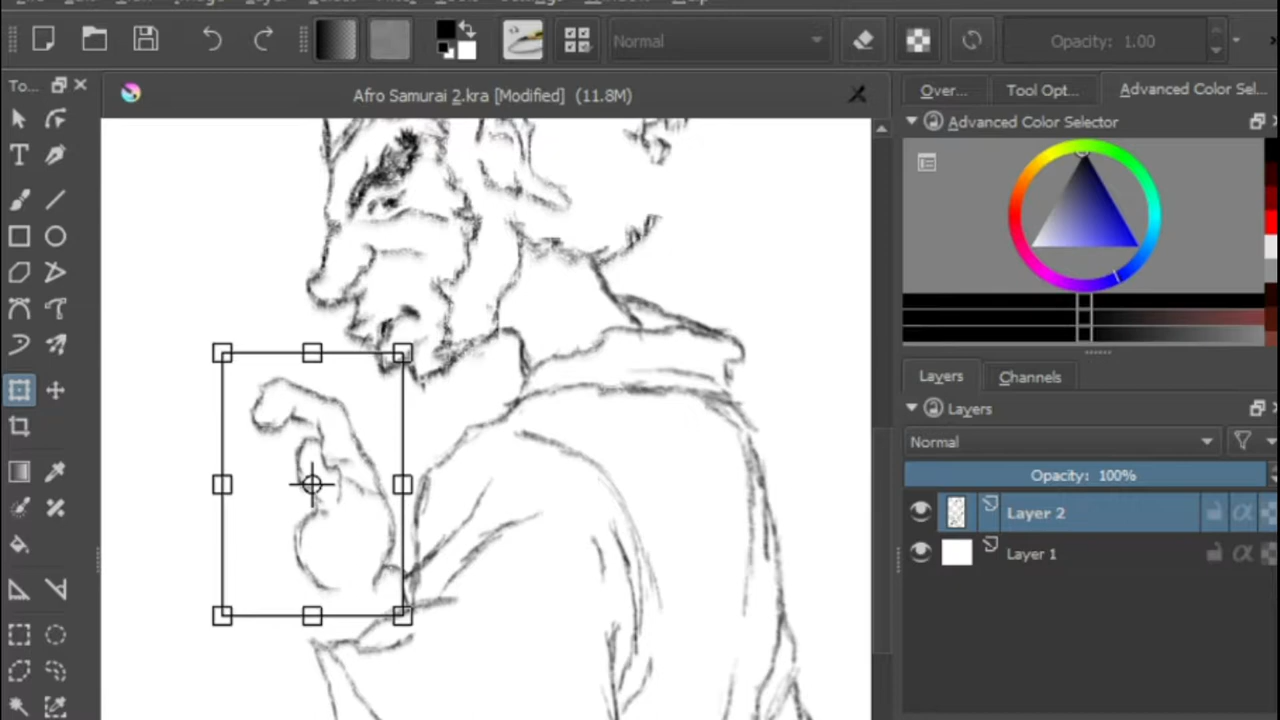 Normal
Opacity: 1.00
To...
Afro Samurai 2.kra [Modified] (11.8M)
Over...
Tool Opt...
Advanced Color Sel...
Advanced Color Selector
Layers
Channels
Layers
Normal
Opacity: 100%
Layer 2
Layer 1